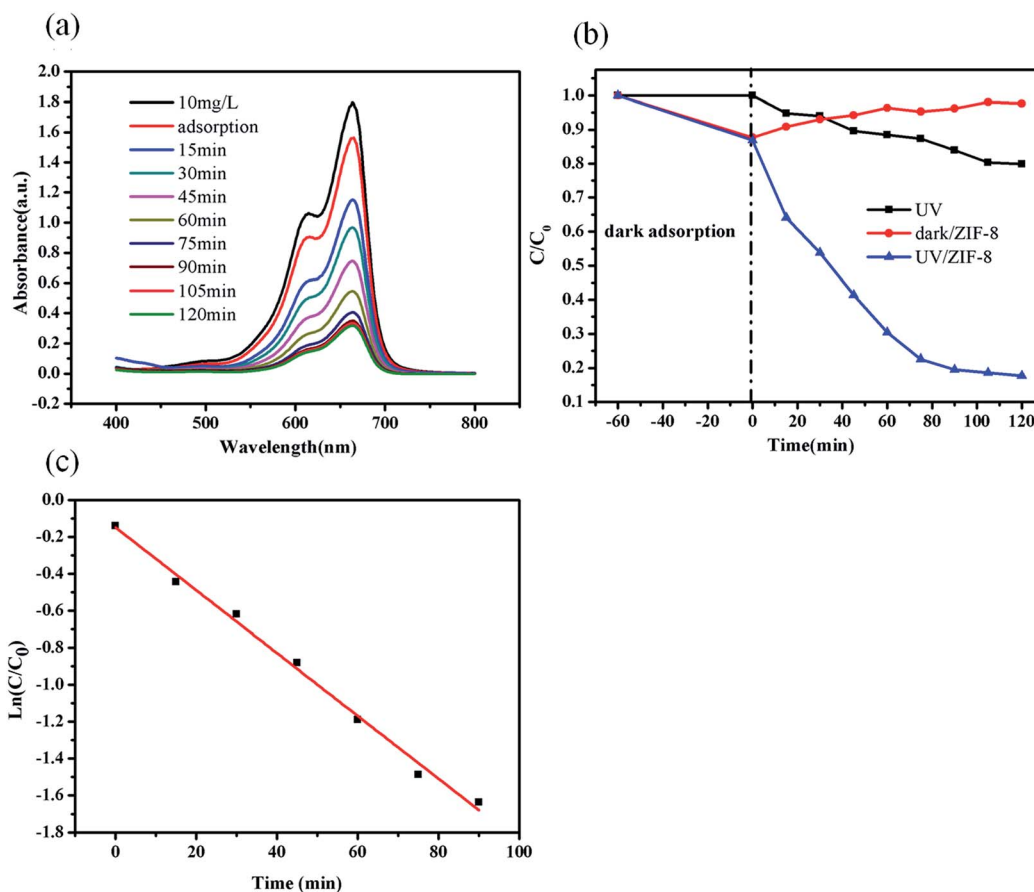 (a)
Absorbance(a.u.)
2.0
1.8
1.6
1.4
1.2
1.0
0.8
0.6
0.4
0.2
0.0
-0.2
10mg/L
adsorption
15min
30min
45min
60min
75min
90min
105min
120min
400 500 600 700 800
Wavelength(nm)
(b)
C/C0
1.0
0.9
0.8
0.7
0.6
0.5
0.4
0.3
0.2
0.1
dark adsorption
UV
dark/ZIF-8
UV/ZIF-8
-60 -40 -20 0 20 40 60 80 100 120
Time(min)
(c)
Ln(C/C0)
0.0
-0.2
-0.4
-0.6
-0.8
-1.0
-1.2
-1.4
-1.6
-1.8
0 20 40 60 80 100
Time (min)